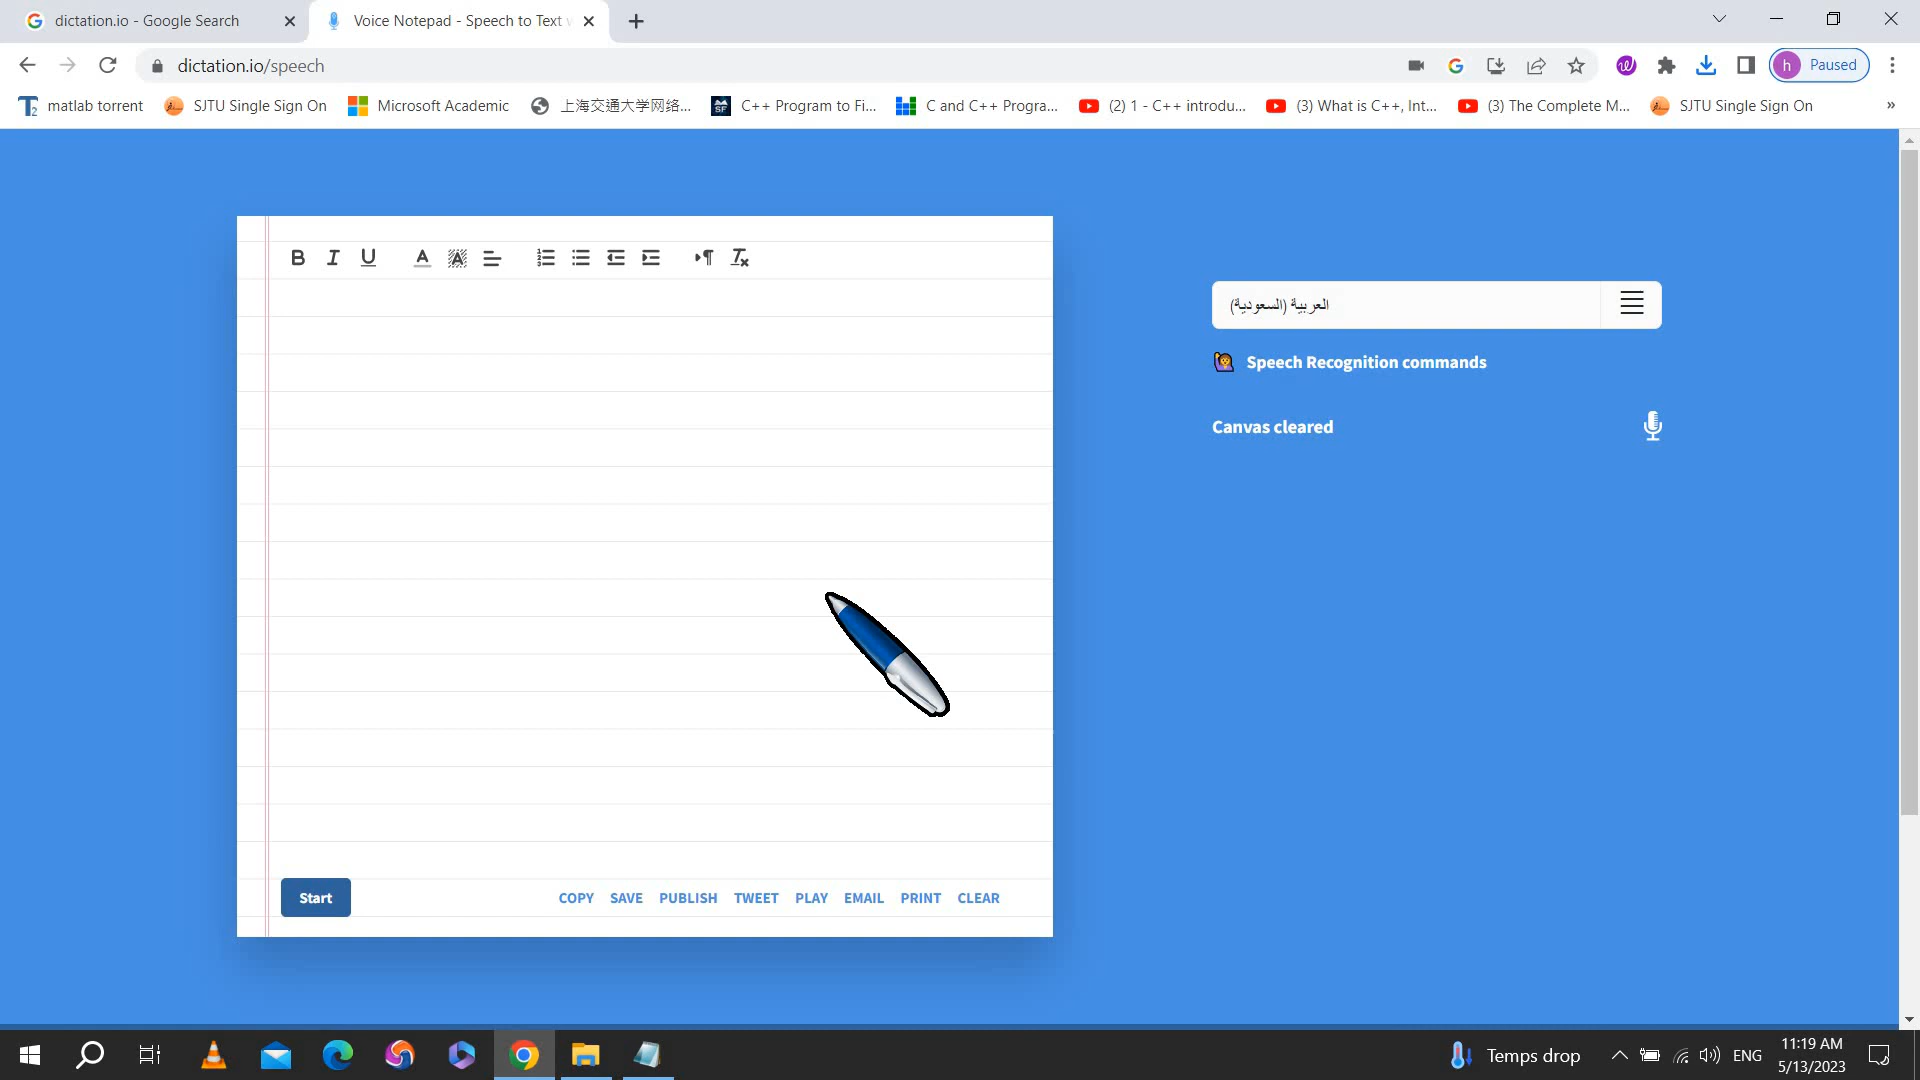 dictation.io - Google Search
Voice Notepad - Speech to Text
dictation.io/speech
h Paused
matlab torrent
SJTU Single Sign On
Microsoft Academic
上海交通大学网络...
C++ Program to Fi...
C and C++ Progra...
(2) 1 - C++ introdu...
(3) What is C++, Int...
(3) The Complete M...
SJTU Single Sign On
»
العربية (السعودية)
Speech Recognition commands
Canvas cleared
Start
COPY SAVE PUBLISH TWEET PLAY EMAIL PRINT CLEAR
Temps drop
ENG
11:19 AM
5/13/2023